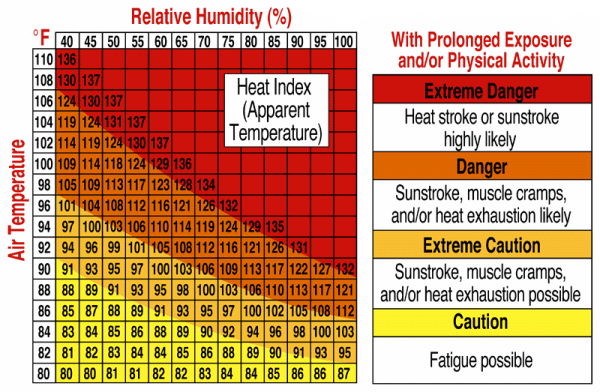 Relative Humidity (%)
°F 40 45 50 55 60 65 70 75 80 85 90 95 100
Air Temperature
110 136
108 130 137
106 124 130 137
104 119 124 131 137
102 114 119 124 130 137
100 109 114 118 124 129 136
98 105 109 113 117 123 128 134
96 101 104 108 112 116 121 126 132
94 97 100 103 106 110 114 119 124 129 135
92 94 96 99 101 105 108 112 116 121 126 131
90 91 93 95 97 100 103 106 109 113 117 122 127 132
88 88 89 91 93 95 98 100 103 106 110 113 117 121
86 85 87 88 89 91 93 95 97 100 102 105 108 112
84 83 84 85 86 88 89 90 92 94 96 98 100 103
82 81 82 83 84 84 85 86 88 89 90 91 93 95
80 80 80 81 81 82 82 83 84 84 85 86 86 87
Heat Index
(Apparent
Temperature)
With Prolonged Exposure
and/or Physical Activity
Extreme Danger
Heat stroke or sunstroke
highly likely
Danger
Sunstroke, muscle cramps,
and/or heat exhaustion likely
Extreme Caution
Sunstroke, muscle cramps,
and/or heat exhaustion possible
Caution
Fatigue possible